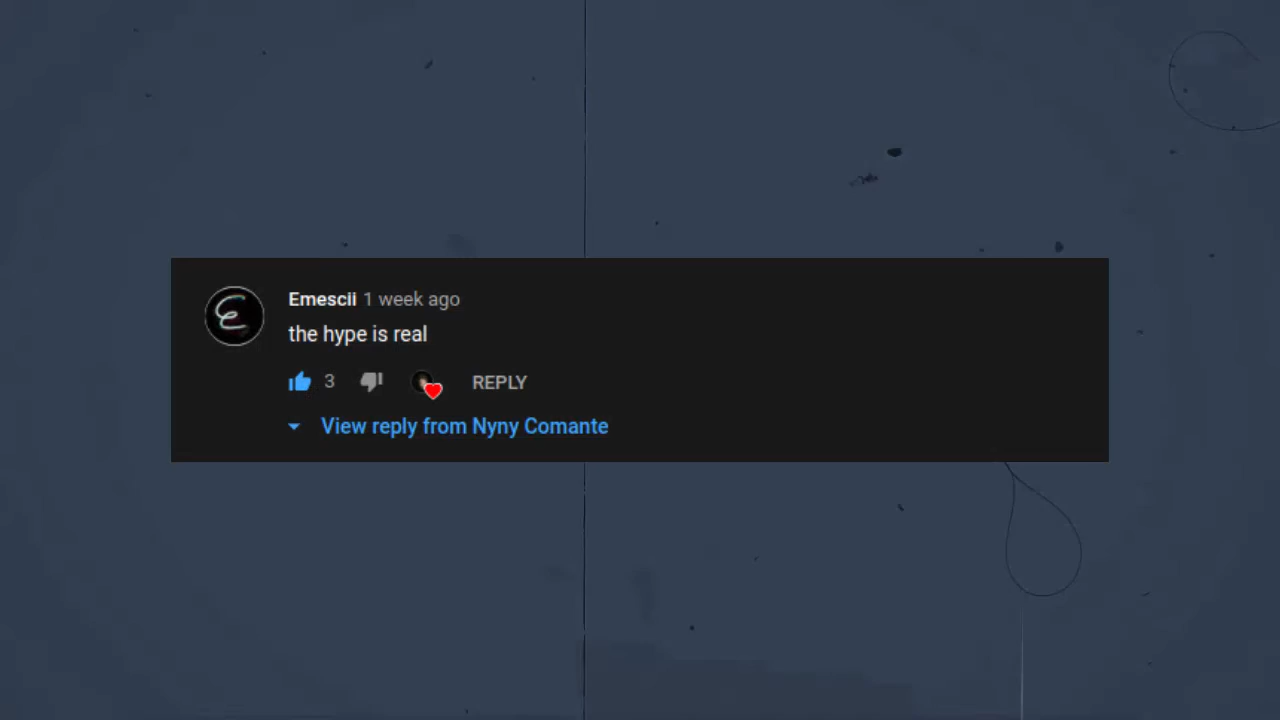 Emescii 1 week ago
the hype is real
3 REPLY
View reply from Nyny Comante